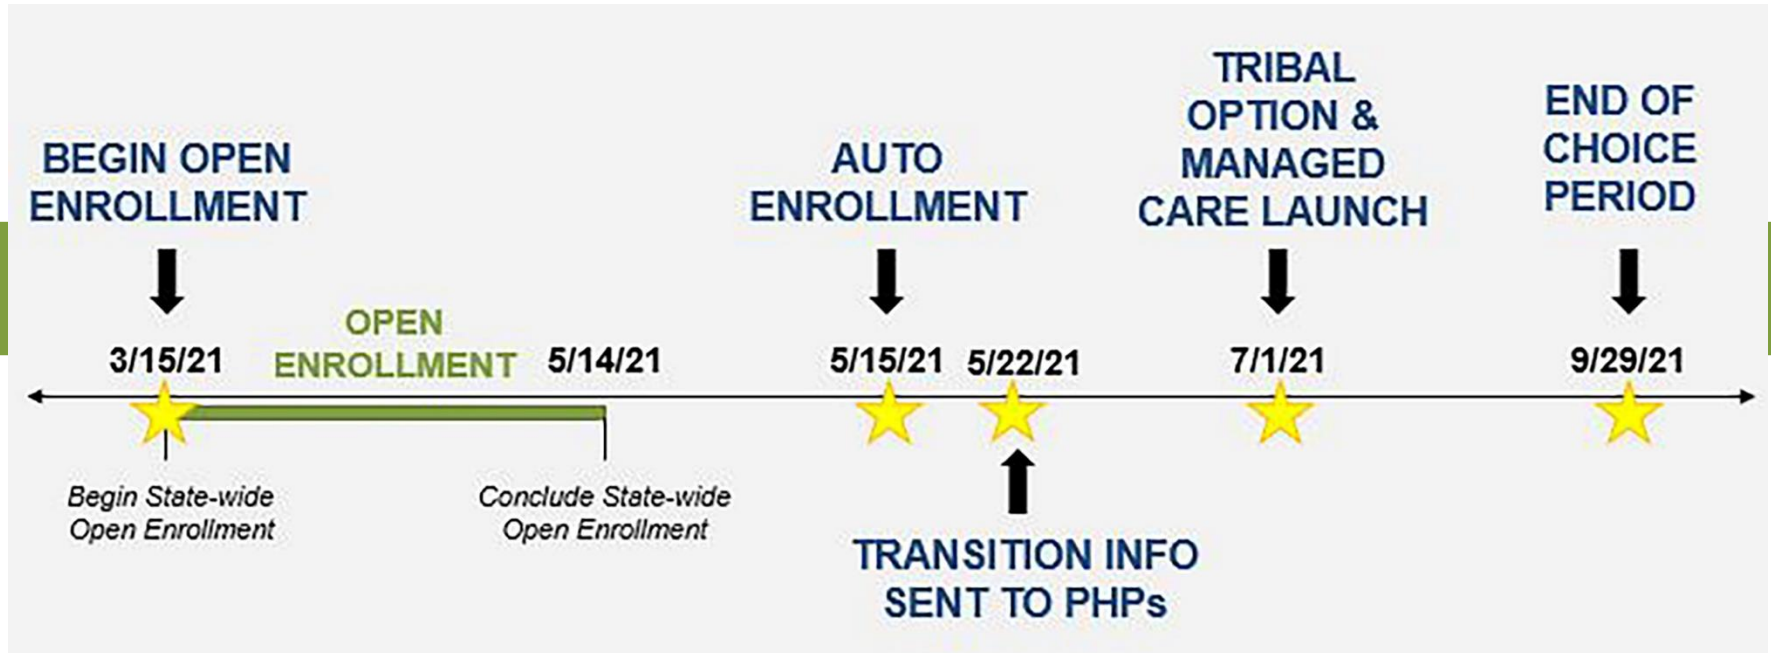 BEGIN OPEN
ENROLLMENT
AUTO
ENROLLMENT
TRIBAL
OPTION &
MANAGED
CARE LAUNCH
END OF
CHOICE
PERIOD
3/15/21
OPEN
ENROLLMENT
5/14/21
5/15/21
5/22/21
7/1/21
9/29/21
Begin State-wide
Open Enrollment
Conclude State-wide
Open Enrollment
TRANSITION INFO
SENT TO PHPs